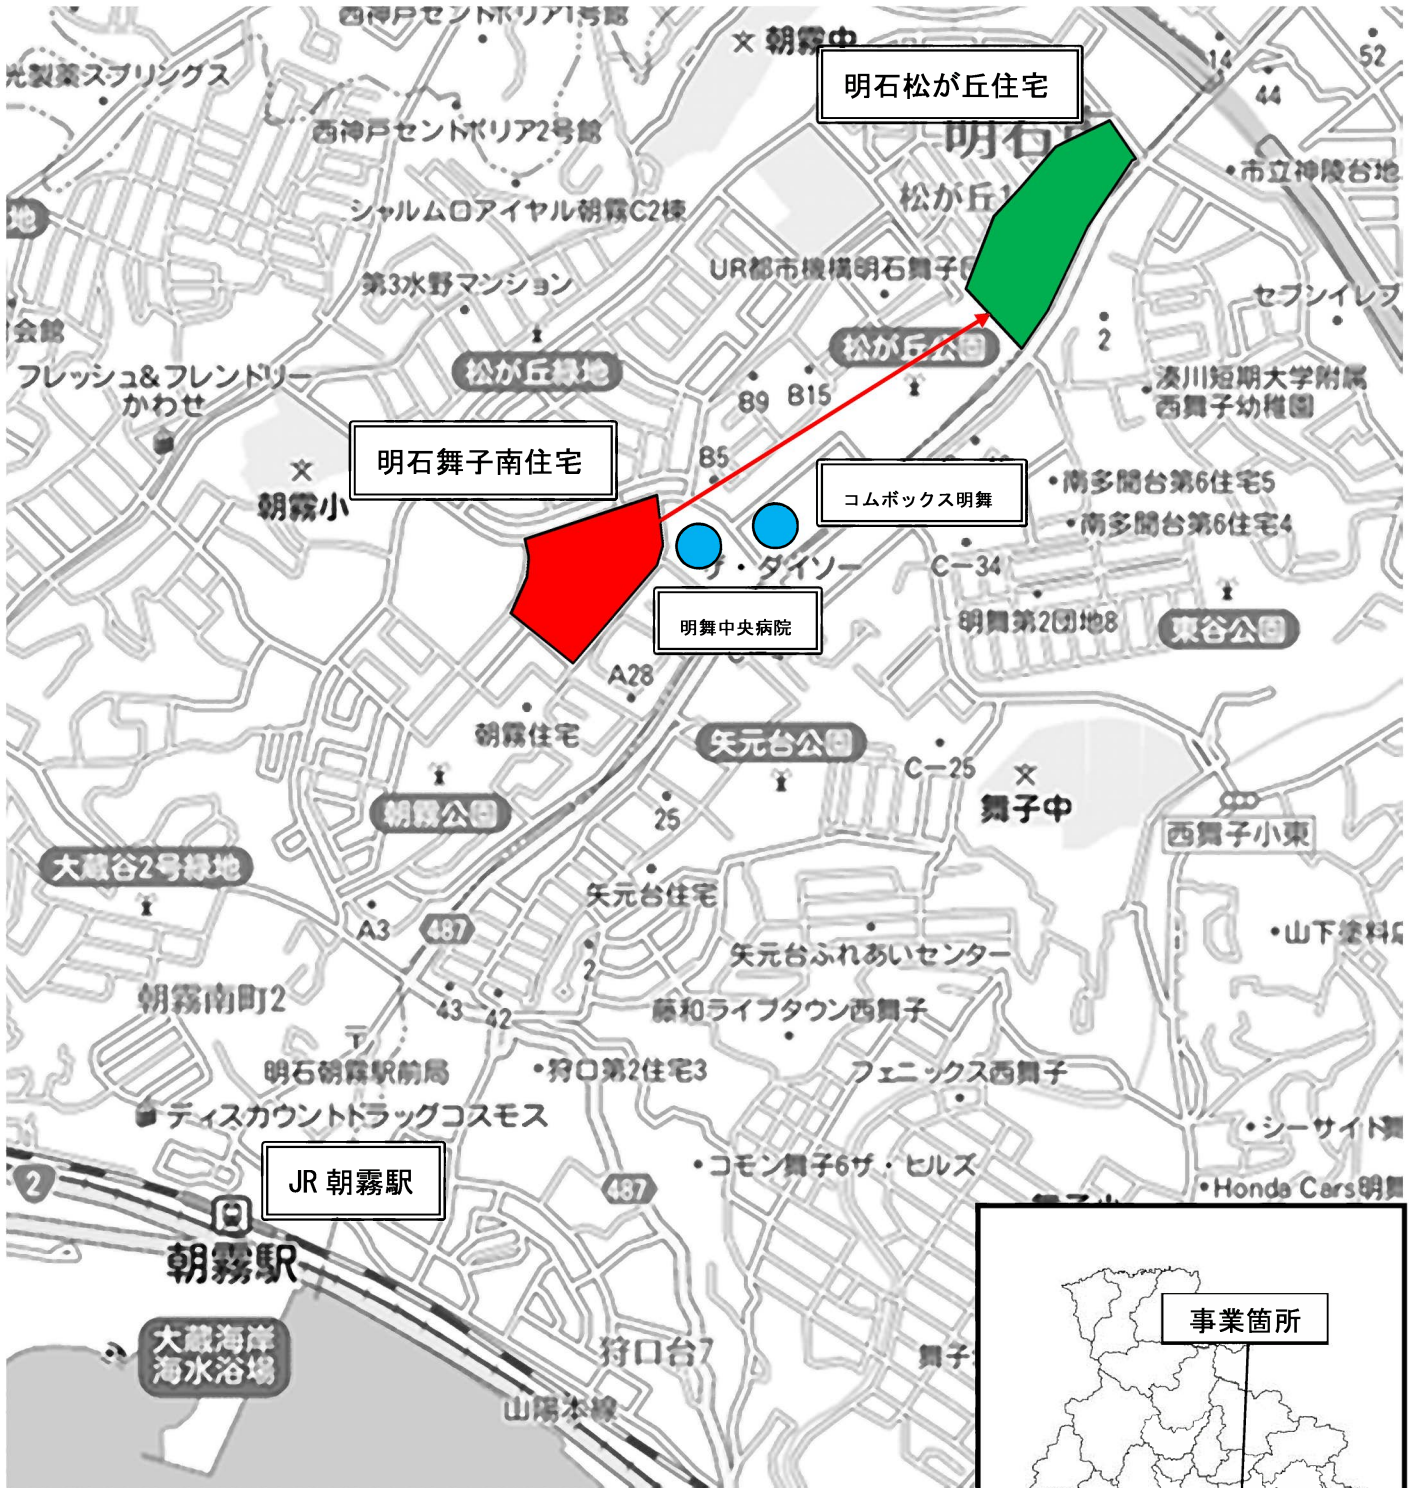 西神戸セントポリア1号館
朝霧中
14
52
明石松が丘住宅
光製薬スプリングス
44
西神戸セントポリア2号館
市立神陵台地
地
松が丘1
シャルムロアイヤル朝霧C2棟
UR都市機構明石舞子団
第3水野マンション
セブンイレブ
会館
2
松が丘公園
松が丘緑地
フレッシュ&フレンドリー
かわせ
湊川短期大学附属
西舞子幼稚園
B9
B15
明石舞子南住宅
B5
朝霧小
コムボックス明舞
南多聞台第6住宅5
南多聞台第6住宅4
ザ・ダイソー
C-34
明舞中央病院
明舞第2団地8
東谷公園
A28
朝霧住宅
矢元台公園
C-25
舞子中
朝霧公園
25
西舞子小東
大蔵谷2号緑地
矢元台住宅
A3
487
2
矢元台ふれあいセンター
山下塗料店
朝霧南町2
43
42
藤和ライブタウン西舞子
明石朝霧駅前局
狩口第2住宅3
フェニックス西舞子
ディスカウントドラッグコスモス
シーサイド舞
JR 朝霧駅
2
487
コモン舞子6ザ・ヒルズ
Honda Cars明舞
朝霧駅
事業箇所
大蔵海岸
海水浴場
狩口台7
舞子
山陽本線